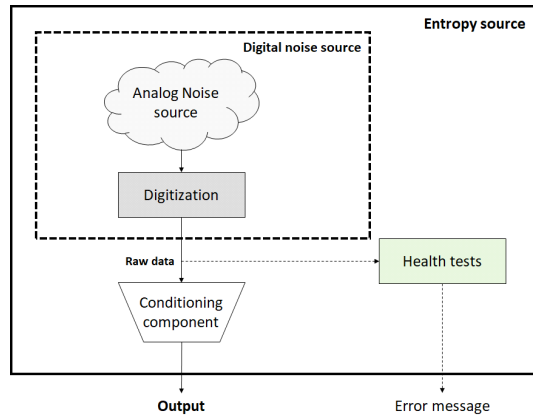 Entropy source
Digital noise source
Analog Noise
source
Digitization
Raw data
Health tests
Conditioning
component
Output
Error message